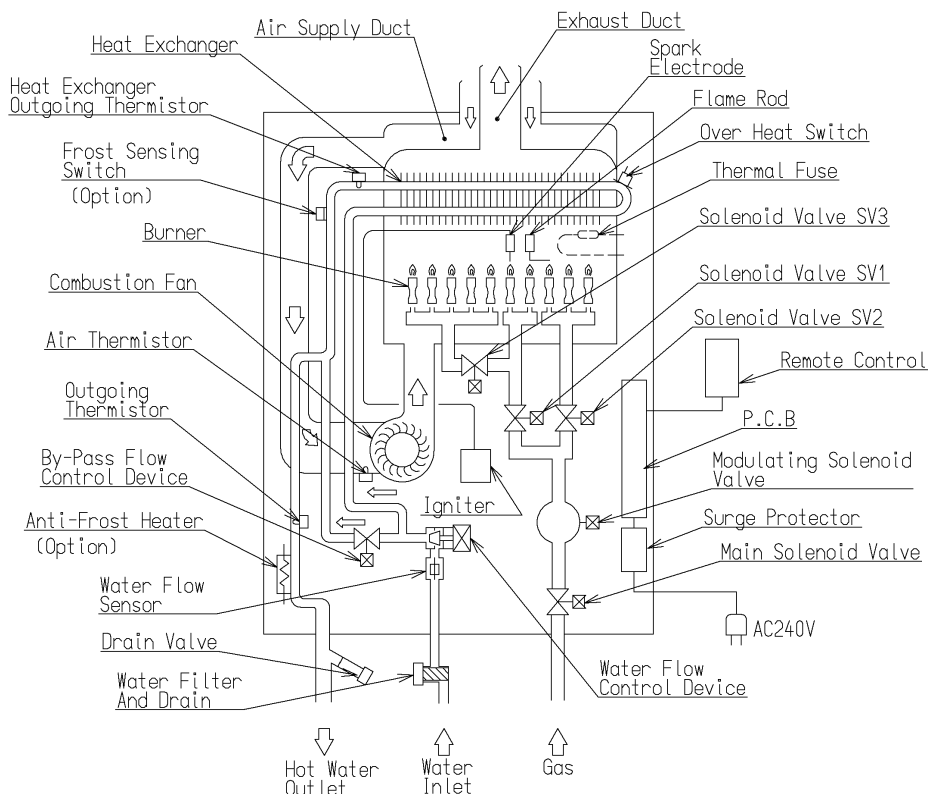 Exhaust Duct
Air Supply Duct
Heat Exchanger
Spark
Electrode
Heat Exchanger
Outgoing Thermistor
Flame Rod
Over Heat Switch
Frost Sensing
Switch
(Option)
Thermal Fuse
Solenoid Valve SV3
Burner
Solenoid Valve SV1
Combustion Fan
Solenoid Valve SV2
Air Thermistor
Remote Control
Outgoing
Thermistor
P.C.B
By-Pass Flow
Control Device
Modulating Solenoid
Valve
Igniter
Anti-Frost Heater
(Option)
Surge Protector
Main Solenoid Valve
Water Flow
Sensor
AC240V
Drain Valve
Water Filter
And Drain
Water Flow
Control Device
Hot Water
Outlet
Water
Inlet
Gas